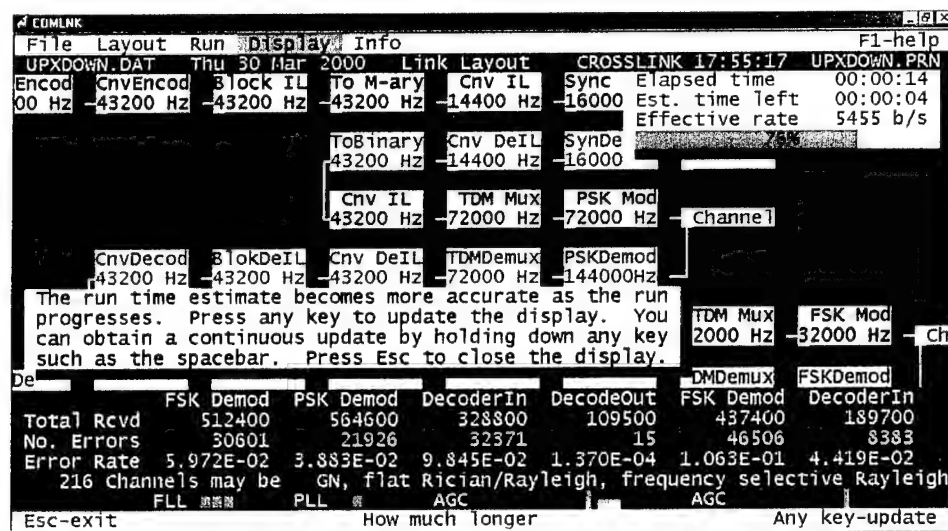 COMLNK
File Layout Run Display Info F1-help
UPXDOWN.DAT Thu 30 Mar 2000 Link Layout CROSSLINK 17:55:17 UPXDOWN.PRN
Encod CnvEncod Block IL To M-ary Cnv IL Sync Elapsed time 00:00:14
00 Hz 43200 Hz 43200 Hz 43200 Hz 14400 Hz 16000 Est. time left 00:00:04
Effective rate 5455 b/s
ToBinary Cnv DeIL SynDe 76%
43200 Hz 14400 Hz 16000
Cnv IL TDM Mux PSK Mod
43200 Hz 72000 Hz 72000 Hz Channel
CnvDecod BlokDeIL Cnv DeIL TDMDemux PSKDemod
43200 Hz 43200 Hz 43200 Hz 72000 Hz 144000Hz
The run time estimate becomes more accurate as the run
progresses. Press any key to update the display. You TDM Mux FSK Mod
can obtain a continuous update by holding down any key 2000 Hz 32000 Hz Ch
such as the spacebar. Press Esc to close the display.
De DMDemux FSKDemod
FSK Demod PSK Demod DecoderIn DecodeOut FSK Demod DecoderIn
Total Rcvd 512400 564600 328800 109500 437400 189700
No. Errors 30601 21926 32371 15 46506 8383
Error Rate 5.972E-02 3.883E-02 9.845E-02 1.370E-04 1.063E-01 4.419E-02
216 Channels may be GN, flat Rician/Rayleigh, frequency selective Rayleigh
FLL PLL AGC AGC
Esc-exit How much longer Any key-update